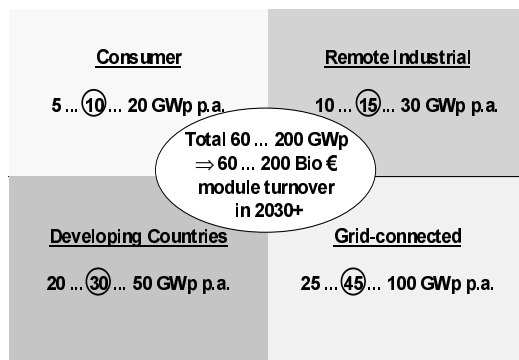 Consumer
5 ... 10 ... 20 GWp p.a.
Remote Industrial
10 ... 15 ... 30 GWp p.a.
Total 60 ... 200 GWp
⇒ 60 ... 200 Bio €
module turnover
in 2030+
Developing Countries
20 ... 30 ... 50 GWp p.a.
Grid-connected
25 ... 45 ... 100 GWp p.a.